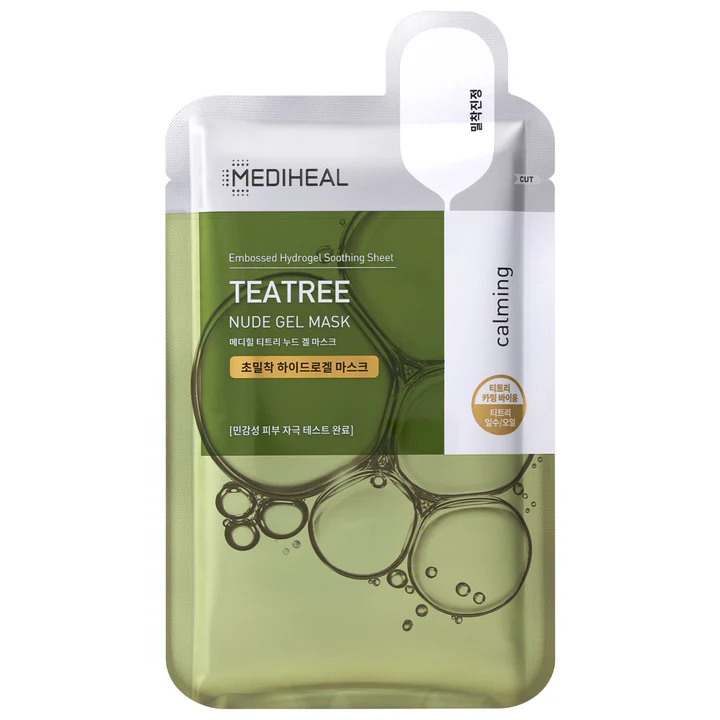 밀착진정
MEDIHEAL
CUT
Embossed Hydrogel Soothing Sheet
TEATREE
NUDE GEL MASK
메디힐 티트리 누드 겔 마스크
초밀착 하이드로겔 마스크
[민감성 피부 자극 테스트 완료]
calming
티트리
카밍 바이옴
티트리
잎수/오일